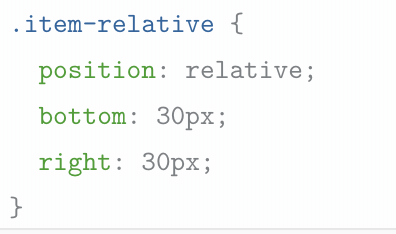 .item-relative {
  position: relative;
  bottom: 30px;
  right: 30px;
}